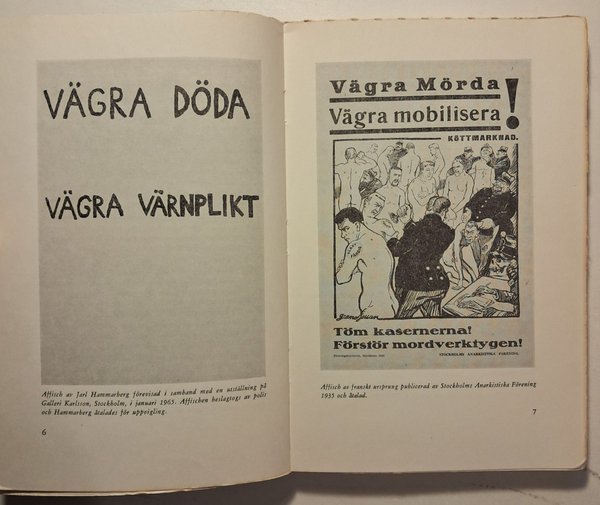 VÄGRA DÖDA
VÄGRA VÄRNPLIKT
Affisch av Jarl Hammarberg förevisad i samband med en utställning på
Galleri Karlsson, Stockholm, i januari 1965. Affischen beslagtogs av polis
och Hammarberg åtalades för uppvigling.
6
Vägra Mörda
Vägra mobilisera!
KÖTTMARKNAD.
Töm kasernerna!
Förstör mordverktygen!
STOCKHOLMS ANARKISTISKA FÖRENING.
Affisch av franskt ursprung publicerad av Stockholms Anarkistiska Förening
1935 och åtalad.
7